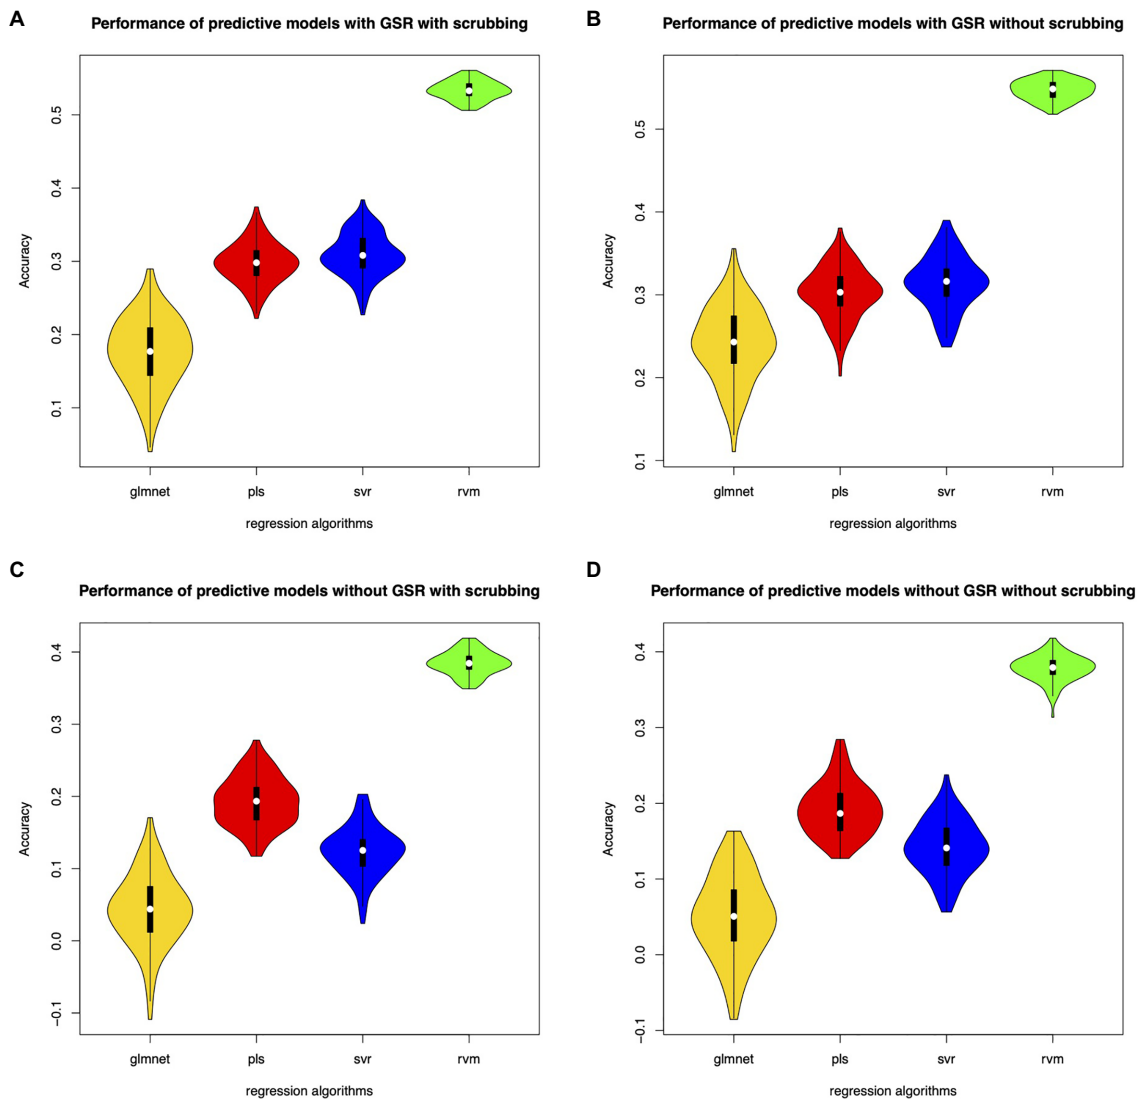 A
Performance of predictive models with GSR with scrubbing
Accuracy
0.5
0.4
0.3
0.2
0.1
glmnet pls svr rvm
regression algorithms
B
Performance of predictive models with GSR without scrubbing
Accuracy
0.5
0.4
0.3
0.2
0.1
glmnet pls svr rvm
regression algorithms
C
Performance of predictive models without GSR with scrubbing
Accuracy
0.4
0.3
0.2
0.1
0.0
−0.1
glmnet pls svr rvm
regression algorithms
D
Performance of predictive models without GSR without scrubbing
Accuracy
0.4
0.3
0.2
0.1
0.0
−0.1
glmnet pls svr rvm
regression algorithms